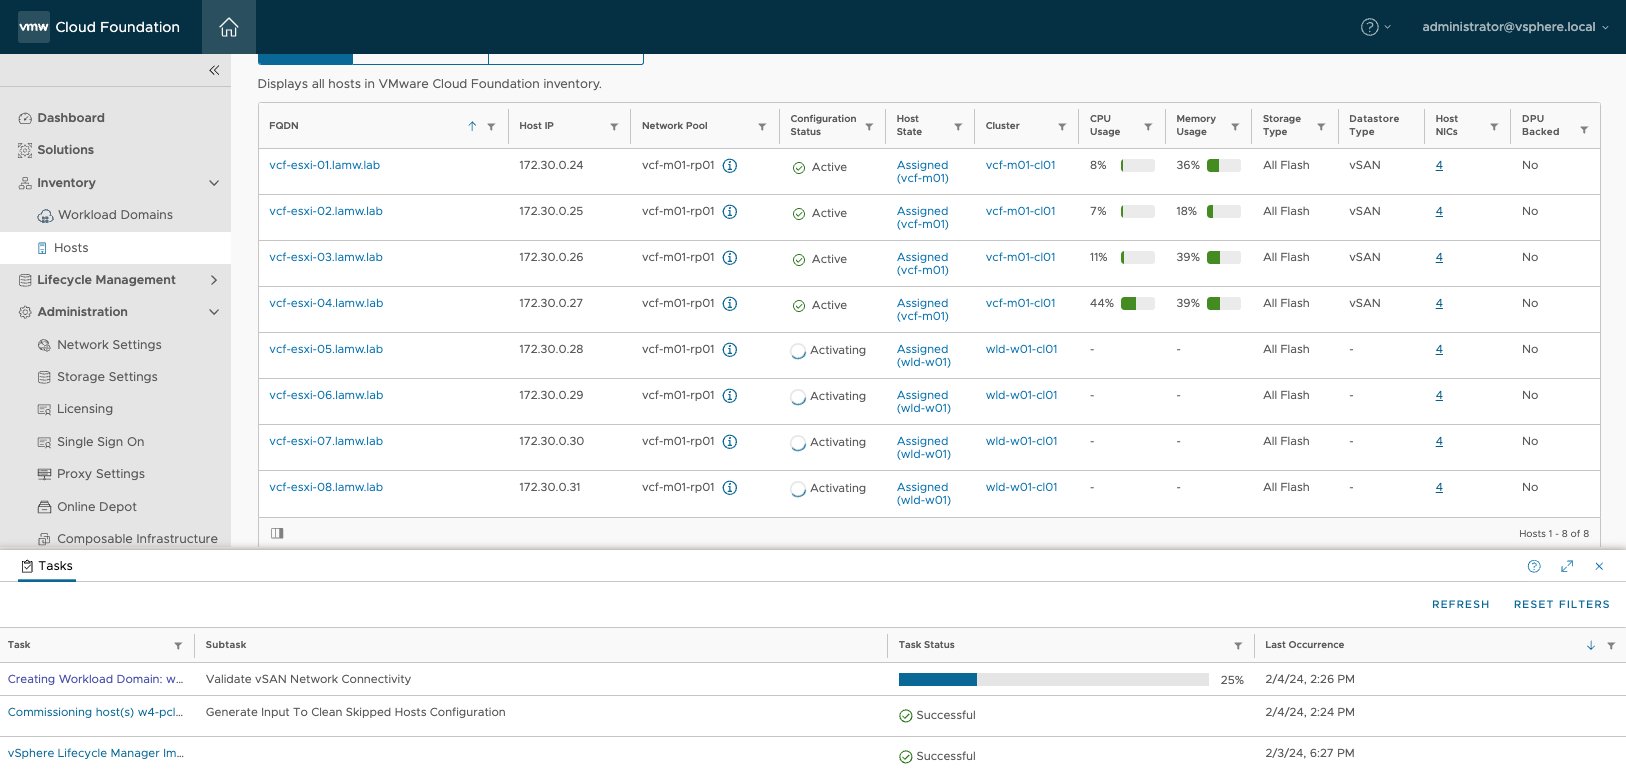 vmw Cloud Foundation
administrator@vsphere.local
Displays all hosts in VMware Cloud Foundation inventory.
Dashboard
Solutions
Inventory
Workload Domains
Hosts
Lifecycle Management
Administration
Network Settings
Storage Settings
Licensing
Single Sign On
Proxy Settings
Online Depot
Composable Infrastructure
FQDN Host IP Network Pool Configuration Status Host State Cluster CPU Usage Memory Usage Storage Type Datastore Type Host NICs DPU Backed
vcf-esxi-01.lamw.lab 172.30.0.24 vcf-m01-rp01 Active Assigned (vcf-m01) vcf-m01-cl01 8% 36% All Flash vSAN 4 No
vcf-esxi-02.lamw.lab 172.30.0.25 vcf-m01-rp01 Active Assigned (vcf-m01) vcf-m01-cl01 7% 18% All Flash vSAN 4 No
vcf-esxi-03.lamw.lab 172.30.0.26 vcf-m01-rp01 Active Assigned (vcf-m01) vcf-m01-cl01 11% 39% All Flash vSAN 4 No
vcf-esxi-04.lamw.lab 172.30.0.27 vcf-m01-rp01 Active Assigned (vcf-m01) vcf-m01-cl01 44% 39% All Flash vSAN 4 No
vcf-esxi-05.lamw.lab 172.30.0.28 vcf-m01-rp01 Activating Assigned (wld-w01) wld-w01-cl01 - - All Flash - 4 No
vcf-esxi-06.lamw.lab 172.30.0.29 vcf-m01-rp01 Activating Assigned (wld-w01) wld-w01-cl01 - - All Flash - 4 No
vcf-esxi-07.lamw.lab 172.30.0.30 vcf-m01-rp01 Activating Assigned (wld-w01) wld-w01-cl01 - - All Flash - 4 No
vcf-esxi-08.lamw.lab 172.30.0.31 vcf-m01-rp01 Activating Assigned (wld-w01) wld-w01-cl01 - - All Flash - 4 No
Hosts 1 - 8 of 8
Tasks
REFRESH RESET FILTERS
Task Subtask Task Status Last Occurrence
Creating Workload Domain: w... Validate vSAN Network Connectivity 25% 2/4/24, 2:26 PM
Commissioning host(s) w4-pcl... Generate Input To Clean Skipped Hosts Configuration Successful 2/4/24, 2:24 PM
vSphere Lifecycle Manager Im... Successful 2/3/24, 6:27 PM